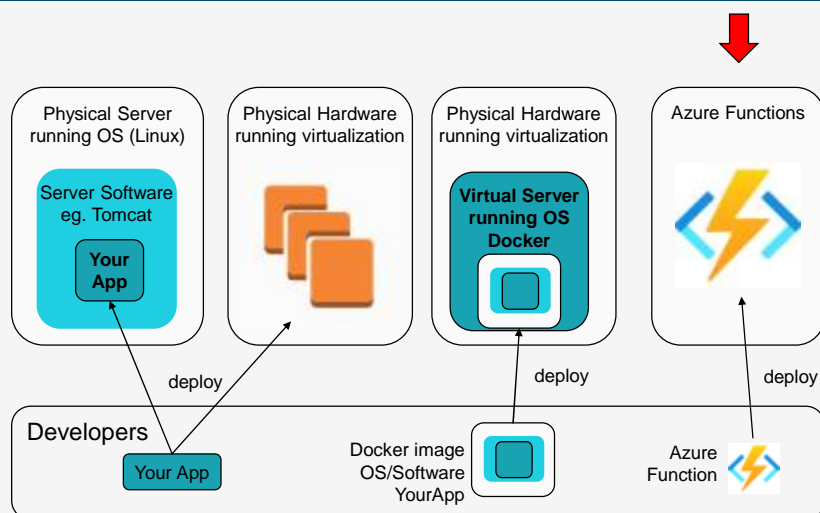 Physical Server
running OS (Linux)
Server Software
eg. Tomcat
Your
App
Physical Hardware
running virtualization
Physical Hardware
running virtualization
Virtual Server
running OS
Docker
Azure Functions
deploy
deploy
deploy
Developers
Your App
Docker image
OS/Software
YourApp
Azure
Function